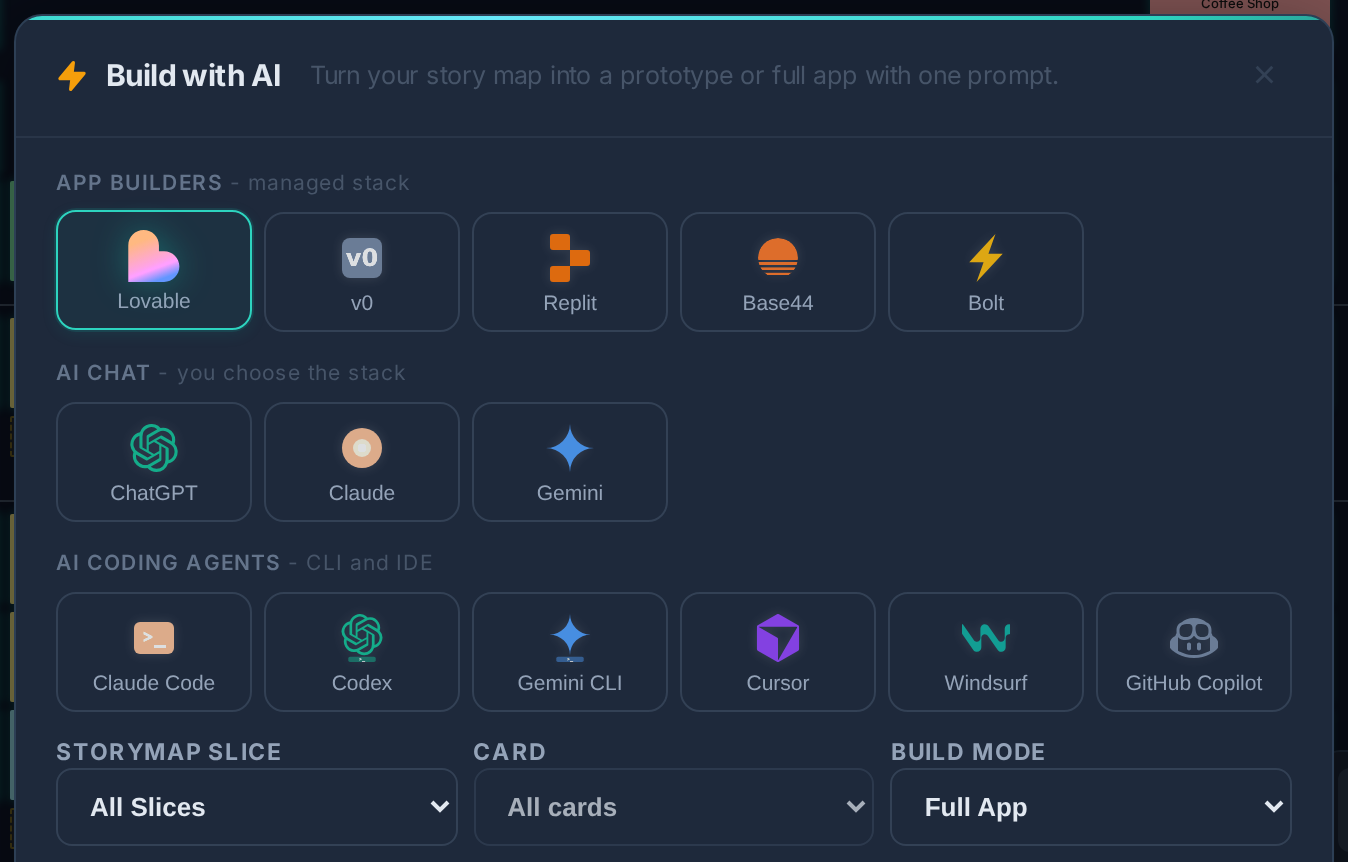 Coffee Shop
Build with AI Turn your story map into a prototype or full app with one prompt.
APP BUILDERS - managed stack
v0
Lovable v0 Replit Base44 Bolt
AI CHAT - you choose the stack
ChatGPT Claude Gemini
AI CODING AGENTS - CLI and IDE
>_
Claude Code Codex Gemini CLI Cursor Windsurf GitHub Copilot
STORYMAP SLICE CARD BUILD MODE
All Slices All cards Full App